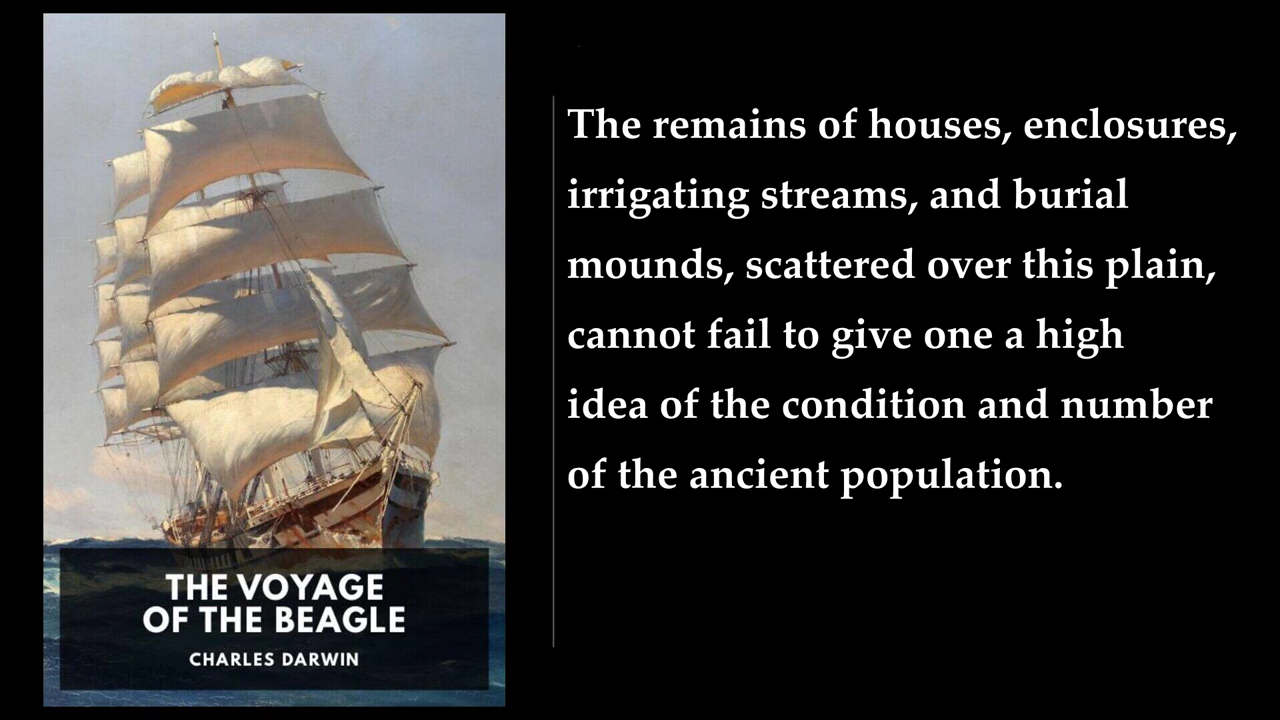 THE VOYAGE
OF THE BEAGLE
CHARLES DARWIN
The remains of houses, enclosures,
irrigating streams, and burial
mounds, scattered over this plain,
cannot fail to give one a high
idea of the condition and number
of the ancient population.